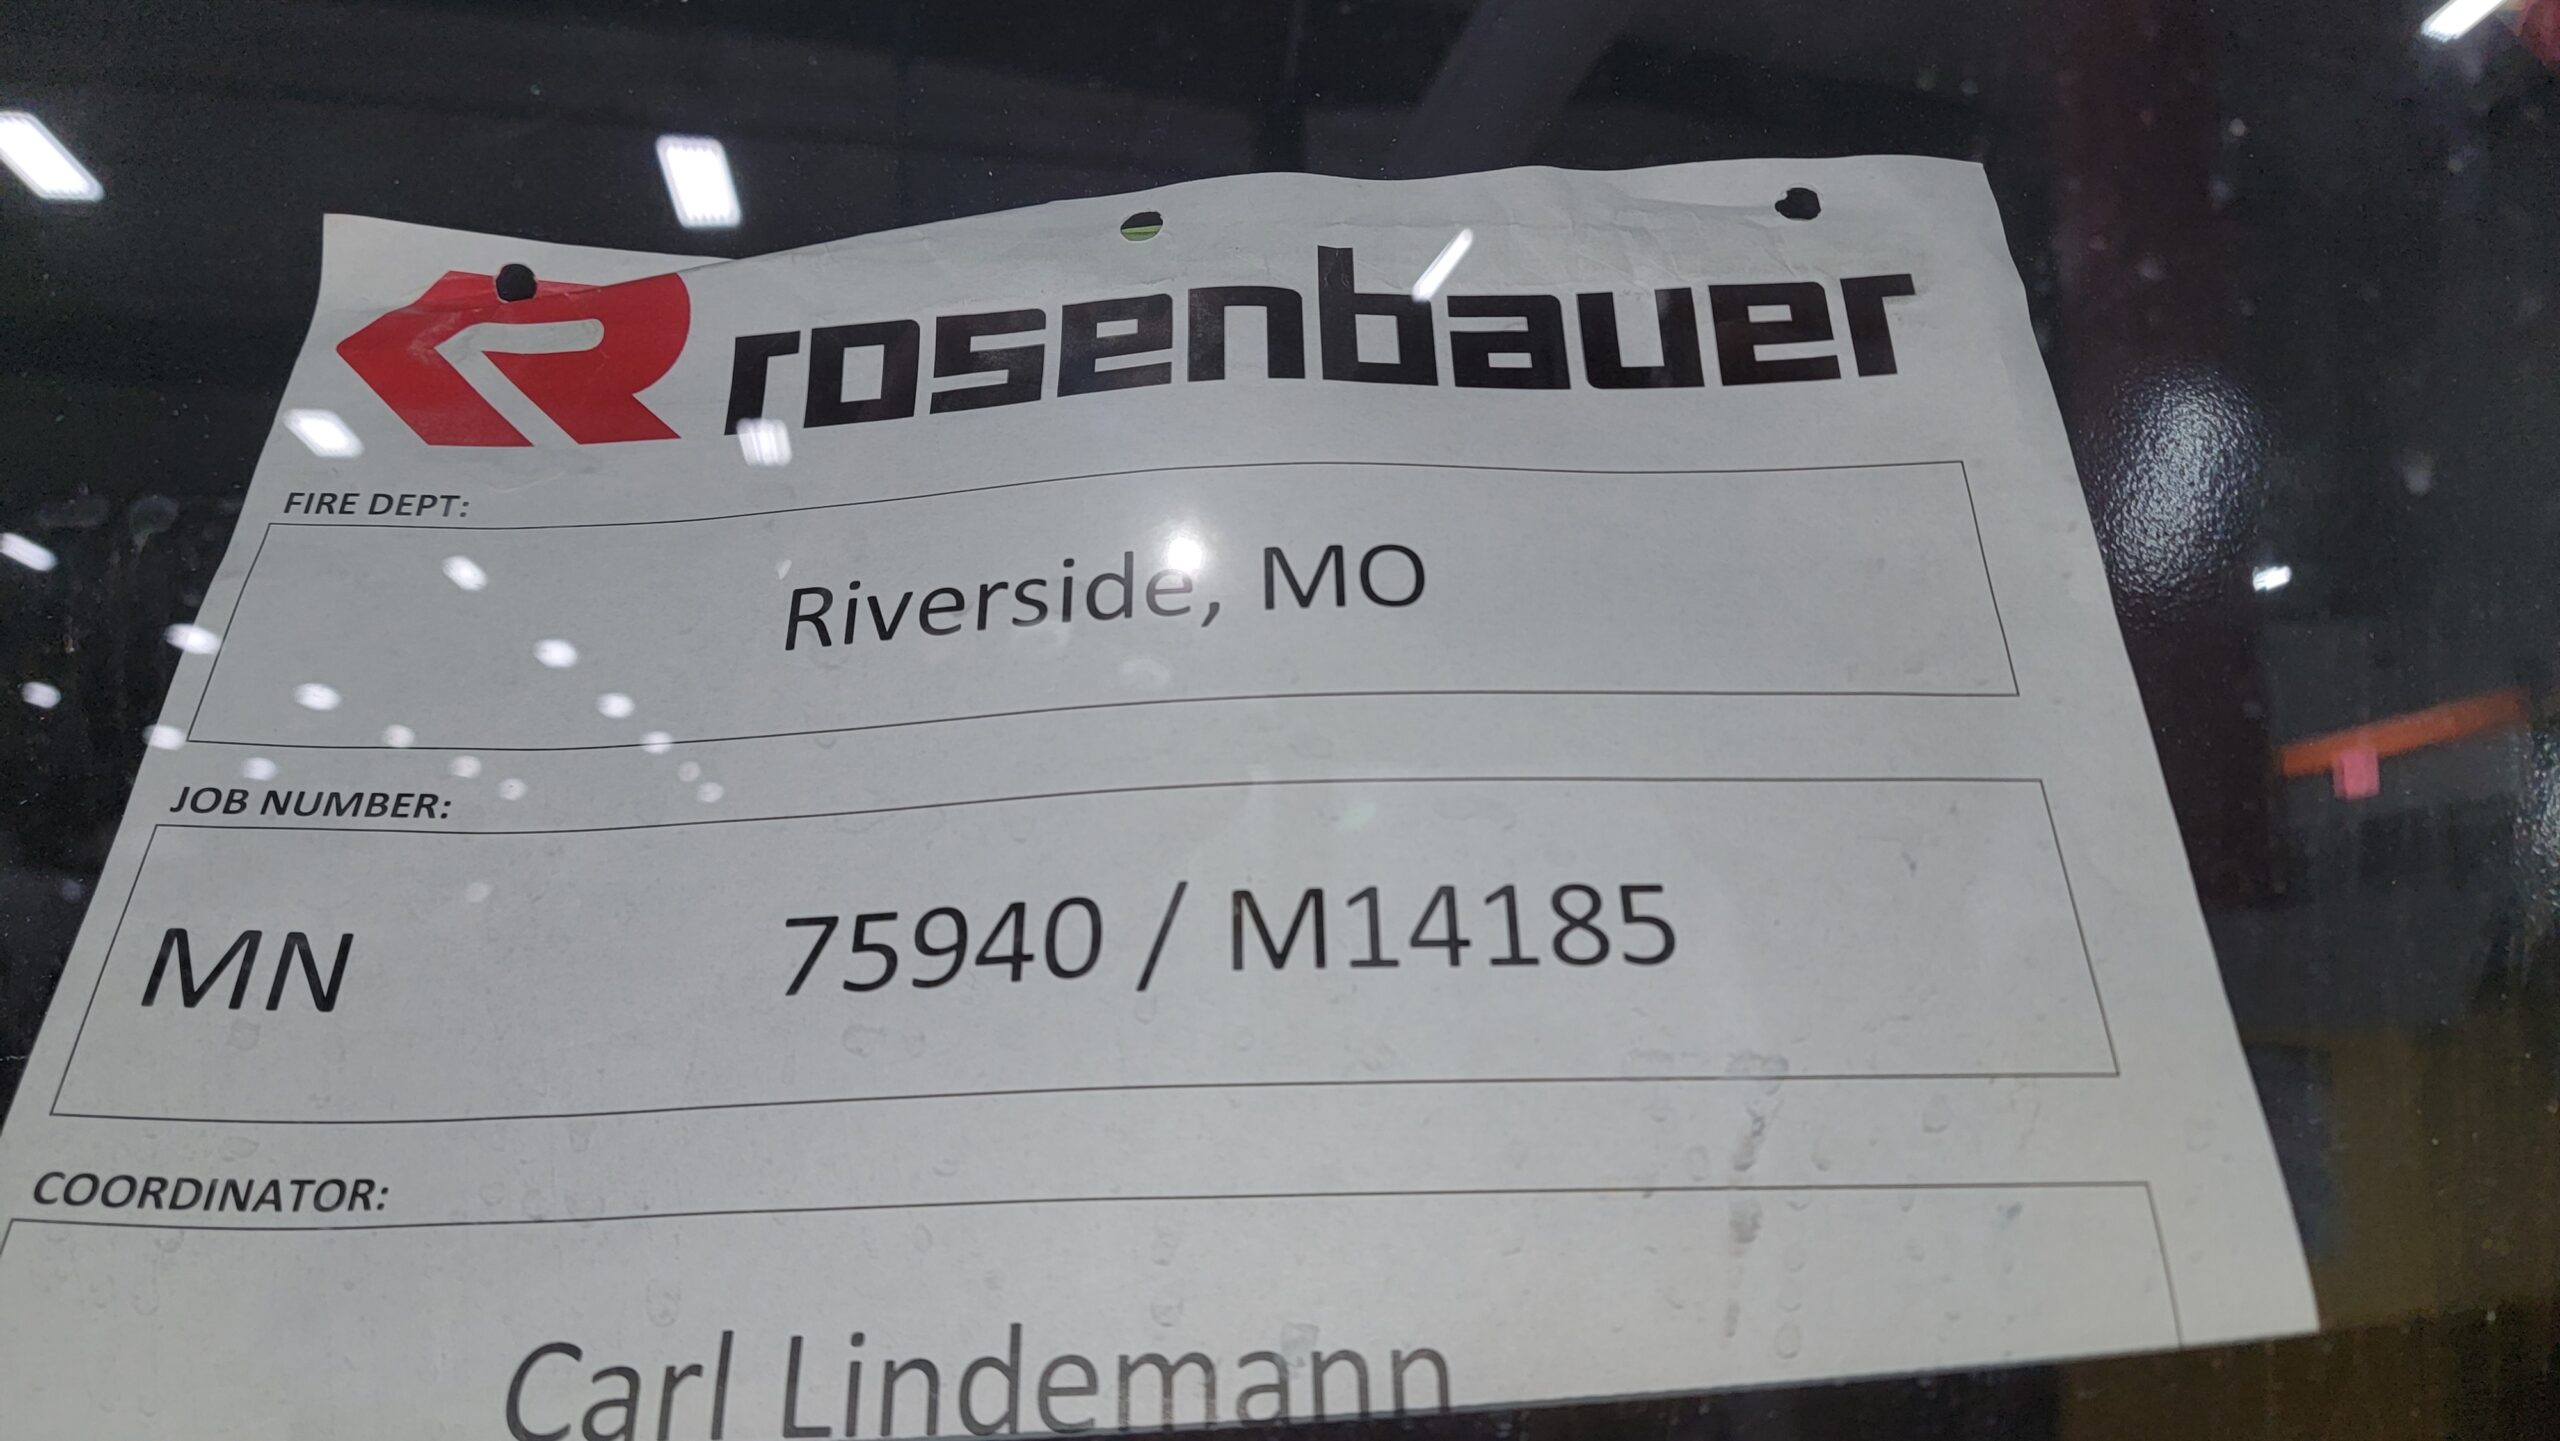 rosenbauer
FIRE DEPT:
Riverside, MO
JOB NUMBER:
MN 75940 / M14185
COORDINATOR:
Carl Lindemann